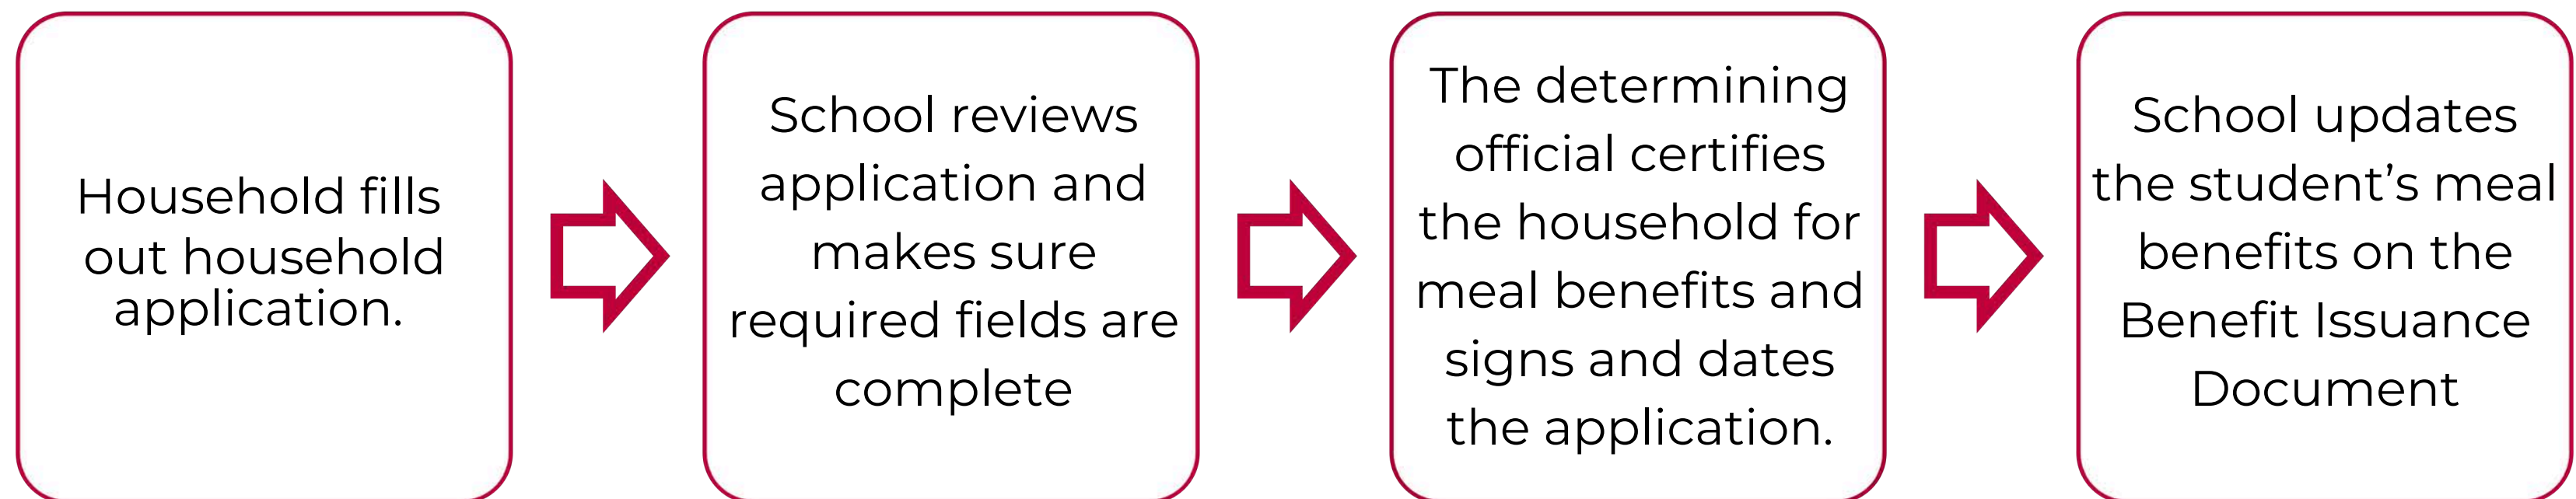 Household fills
out household
application.
School reviews
application and
makes sure
required fields are
complete
The determining
official certifies
the household for
meal benefits and
signs and dates
the application.
School updates
the student’s meal
benefits on the
Benefit Issuance
Document